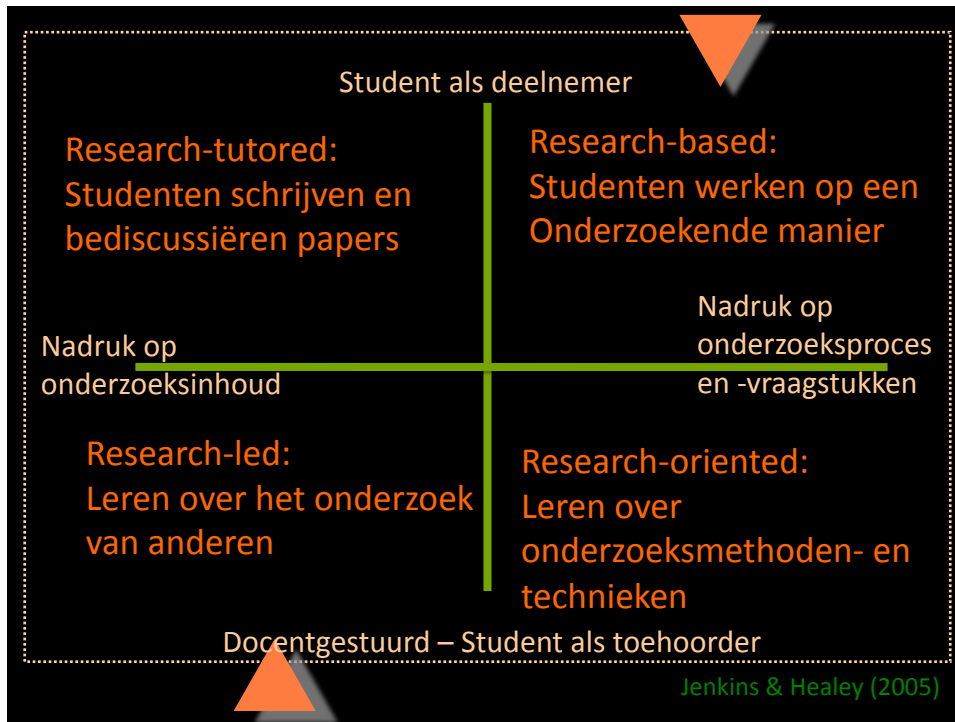 Student als deelnemer
Research-tutored:
Studenten schrijven en
bediscussiëren papers
Research-based:
Studenten werken op een
Onderzoekende manier
Nadruk op
onderzoeksinhoud
Nadruk op
onderzoeksproces
en -vraagstukken
Research-led:
Leren over het onderzoek
van anderen
Research-oriented:
Leren over
onderzoeksmethoden- en
technieken
Docentgestuurd – Student als toehoorder
Jenkins & Healey (2005)